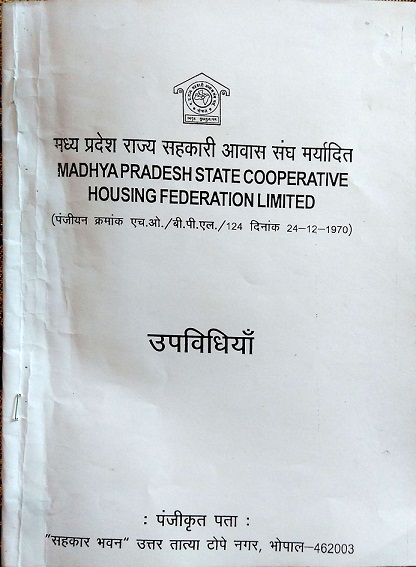 मध्य प्रदेश राज्य सहकारी आवास संघ मर्यादित
MADHYA PRADESH STATE COOPERATIVE
HOUSING FEDERATION LIMITED
(पंजीयन क्रमांक एच.ओ./बी.पी.एल./124 दिनांक 24-12-1970)
उपविधियाँ
: पंजीकृत पता :
"सहकार भवन" उत्तर तात्या टोपे नगर, भोपाल-462003